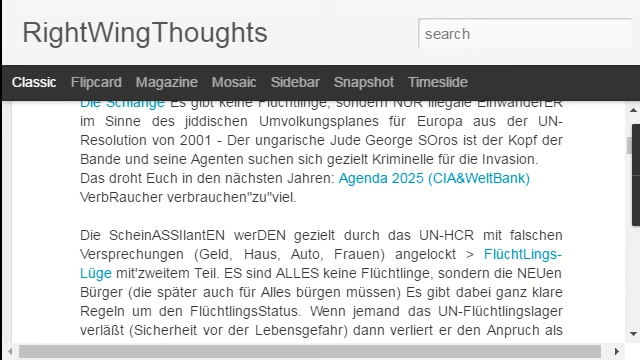 RightWingThoughts
search
Classic Flipcard Magazine Mosaic Sidebar Snapshot Timeslide
Die Schlange Es gibt keine Flüchtlinge, sondern NUR illegale EinwanderER
im Sinne des jiddischen Umvolkungsplanes für Europa aus der UN-
Resolution von 2001 - Der ungarische Jude George SOros ist der Kopf der
Bande und seine Agenten suchen sich gezielt Kriminelle für die Invasion.
Das droht Euch in den nächsten Jahren: Agenda 2025 (CIA&WeltBank)
VerbRaucher verbrauchen"zu"viel.
Die ScheinASSIlantEN werDEN gezielt durch das UN-HCR mit falschen
Versprechungen (Geld, Haus, Auto, Frauen) angelockt > FlüchtLings-
Lüge mit'zweitem Teil. ES sind ALLES keine Flüchtlinge, sondern die NEUen
Bürger (die später auch für Alles bürgen müssen) Es gibt dabei ganz klare
Regeln um den FlüchtlingsStatus. Wenn jemand das UN-Flüchtlingslager
verläßt (Sicherheit vor der Lebensgefahr) dann verliert er den Anspruch als